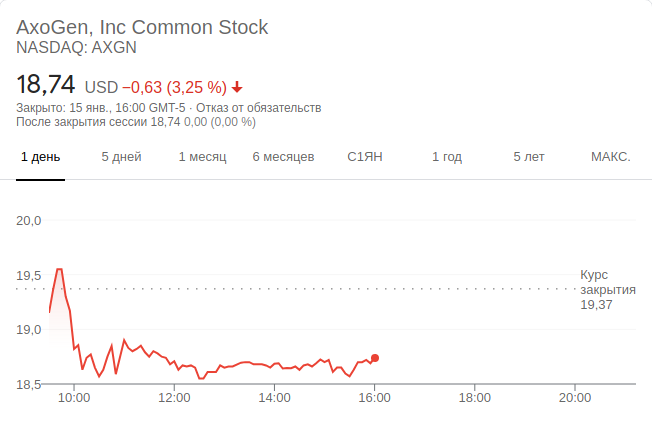 AxoGen, Inc Common Stock
NASDAQ: AXGN
18,74 USD −0,63 (3,25 %)
Закрыто: 15 янв., 16:00 GMT-5 · Отказ от обязательств
После закрытия сессии 18,74 0,00 (0,00 %)
1 день 5 дней 1 месяц 6 месяцев С1ЯН 1 год 5 лет МАКС.
20,0
19,5
Курс
закрытия
19,37
19,0
18,5
10:00 12:00 14:00 16:00 18:00 20:00